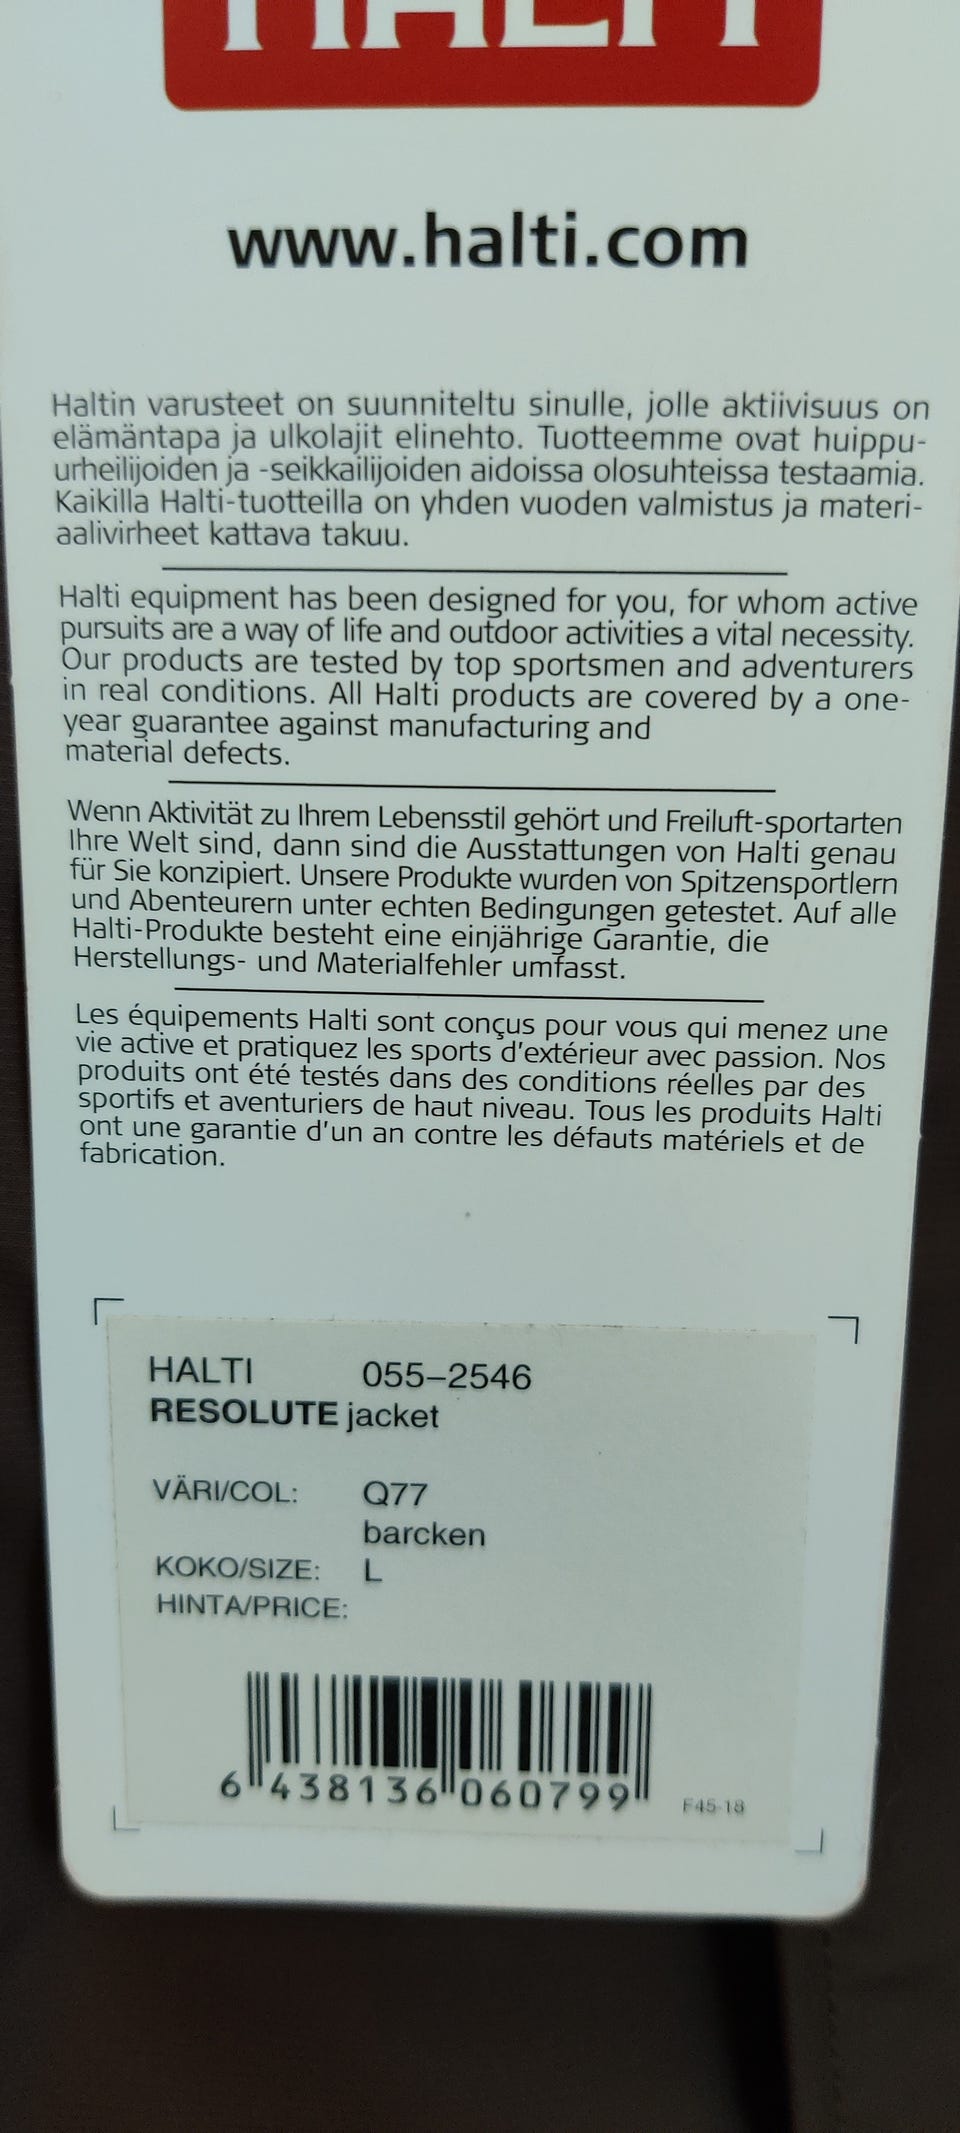 HALTI
www.halti.com
Haltin varusteet on suunniteltu sinulle, jolle aktiivisuus on
elämäntapa ja ulkolajit elinehto. Tuotteemme ovat huippu-
urheilijoiden ja -seikkailijoiden aidoissa olosuhteissa testaamia.
Kaikilla Halti-tuotteilla on yhden vuoden valmistus ja materi-
aalivirheet kattava takuu.
Halti equipment has been designed for you, for whom active
pursuits are a way of life and outdoor activities a vital necessity.
Our products are tested by top sportsmen and adventurers
in real conditions. All Halti products are covered by a one-
year guarantee against manufacturing and
material defects.
Wenn Aktivität zu Ihrem Lebensstil gehört und Freiluft-sportarten
Ihre Welt sind, dann sind die Ausstattungen von Halti genau
für Sie konzipiert. Unsere Produkte wurden von Spitzensportlern
und Abenteurern unter echten Bedingungen getestet. Auf alle
Halti-Produkte besteht eine einjährige Garantie, die
Herstellungs- und Materialfehler umfasst.
Les équipements Halti sont conçus pour vous qui menez une
vie active et pratiquez les sports d'extérieur avec passion. Nos
produits ont été testés dans des conditions réelles par des
sportifs et aventuriers de haut niveau. Tous les produits Halti
ont une garantie d'un an contre les défauts matériels et de
fabrication.
HALTI 055-2546
RESOLUTE jacket
VÄRI/COL: Q77
barcken
KOKO/SIZE: L
HINTA/PRICE:
6 438136 060799
F45-18